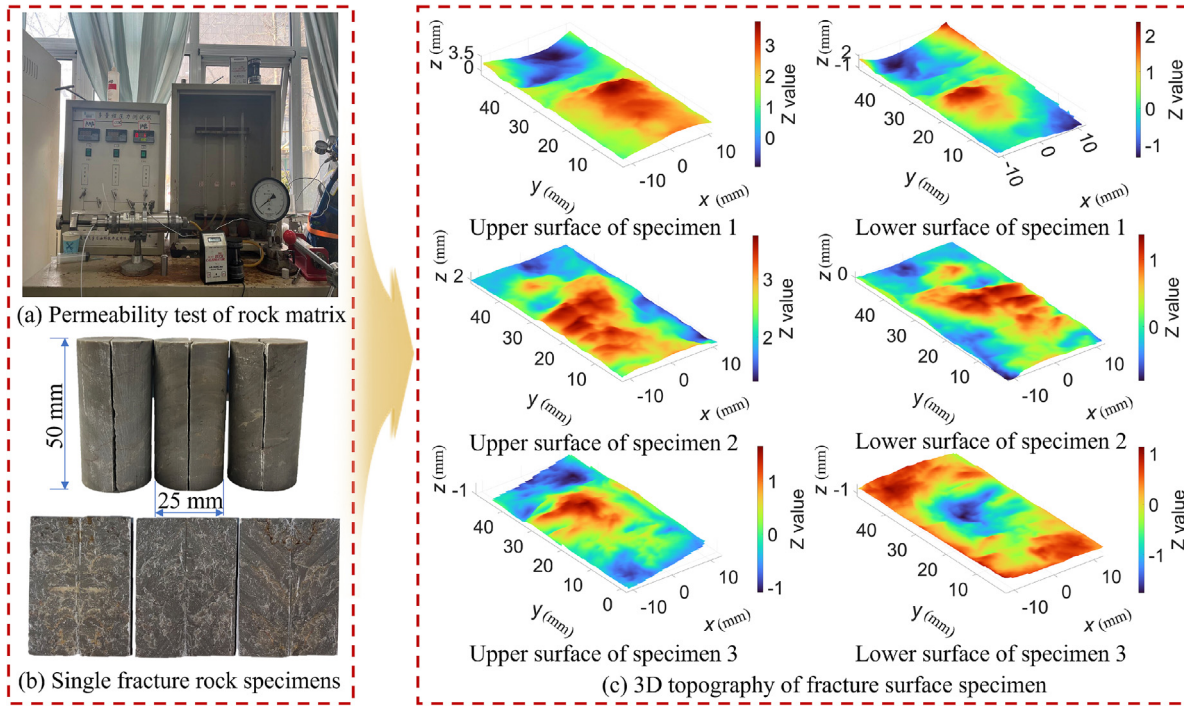 (a) Permeability test of rock matrix
50 mm
25 mm
(b) Single fracture rock specimens
z (mm)
3.5
0
40
30
20
10
y (mm)
-10
0
10
x (mm)
3
2
1
0
Z value
Upper surface of specimen 1
z (mm)
2
-1
40
30
20
10
y (mm)
-10
0
10
x (mm)
2
1
0
-1
Z value
Lower surface of specimen 1
z (mm)
2
40
30
20
10
y (mm)
-10
0
10
x (mm)
3
2
Z value
Upper surface of specimen 2
z (mm)
0
40
30
20
10
y (mm)
-10
0
10
x (mm)
1
0
Z value
Lower surface of specimen 2
z (mm)
-1
40
30
20
10
0
y (mm)
-10
0
10
x (mm)
1
0
-1
Z value
Upper surface of specimen 3
z (mm)
-1
40
30
20
10
y (mm)
-10
0
10
x (mm)
1
0
-1
Z value
Lower surface of specimen 3
(c) 3D topography of fracture surface specimen